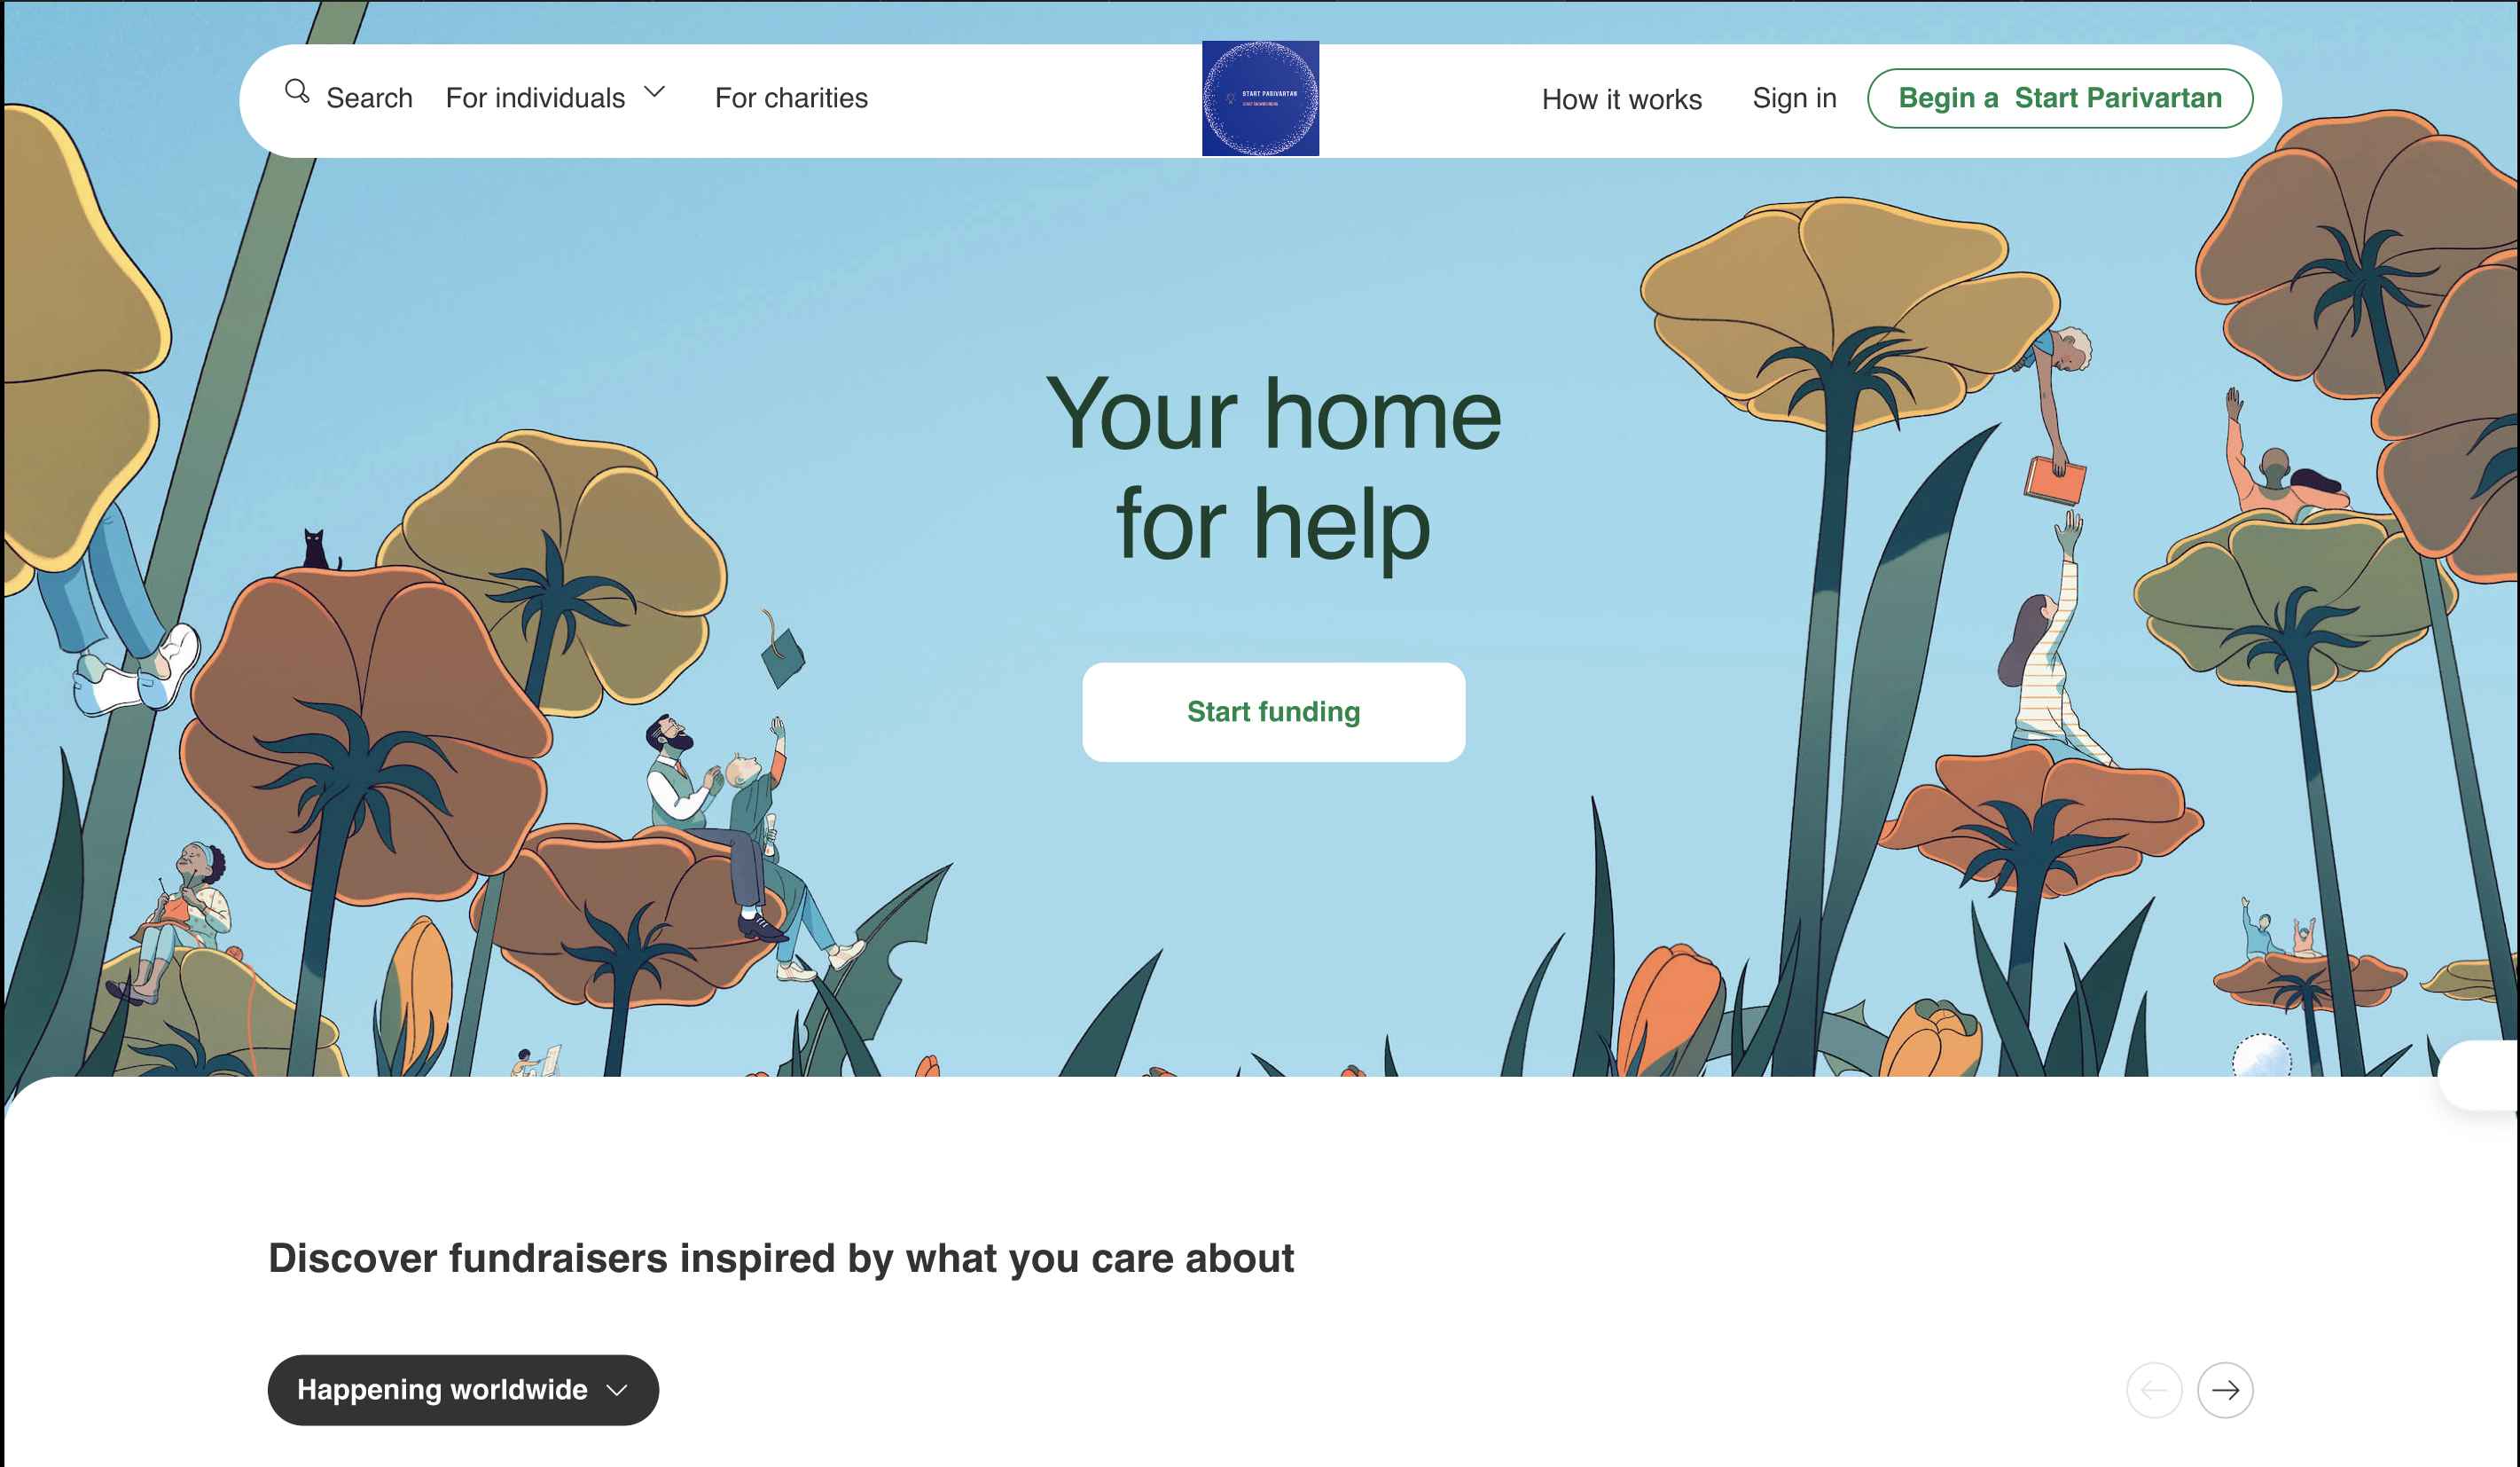 Search For individuals For charities
START PARIVARTAN
How it works Sign in Begin a Start Parivartan
Your home
for help
Start funding
Discover fundraisers inspired by what you care about
Happening worldwide